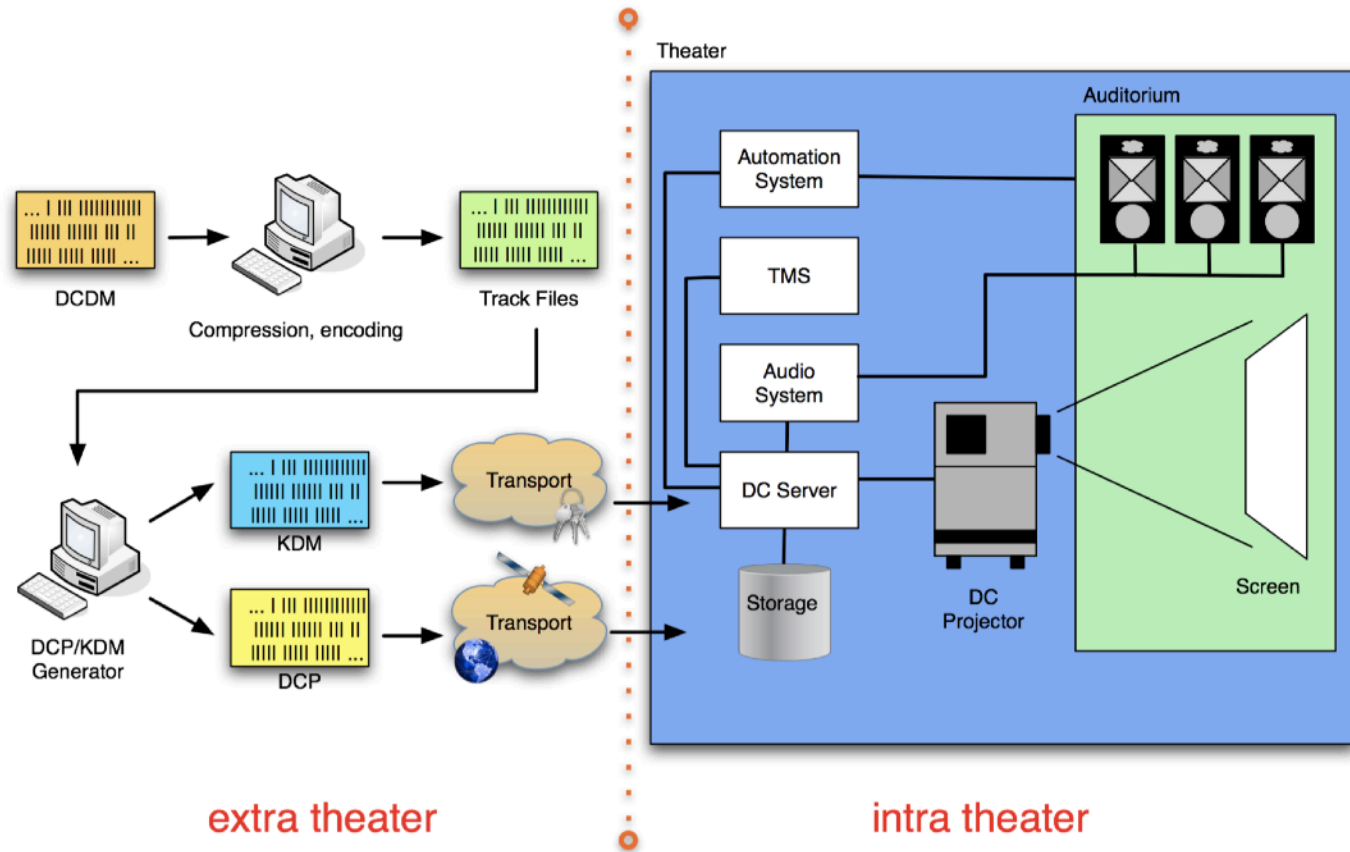 Theater
Auditorium
Automation
System
TMS
Audio
System
DC Server
Storage
DC
Projector
Screen
DCDM
Compression, encoding
Track Files
KDM
Transport
DCP/KDM
Generator
DCP
Transport
extra theater
intra theater